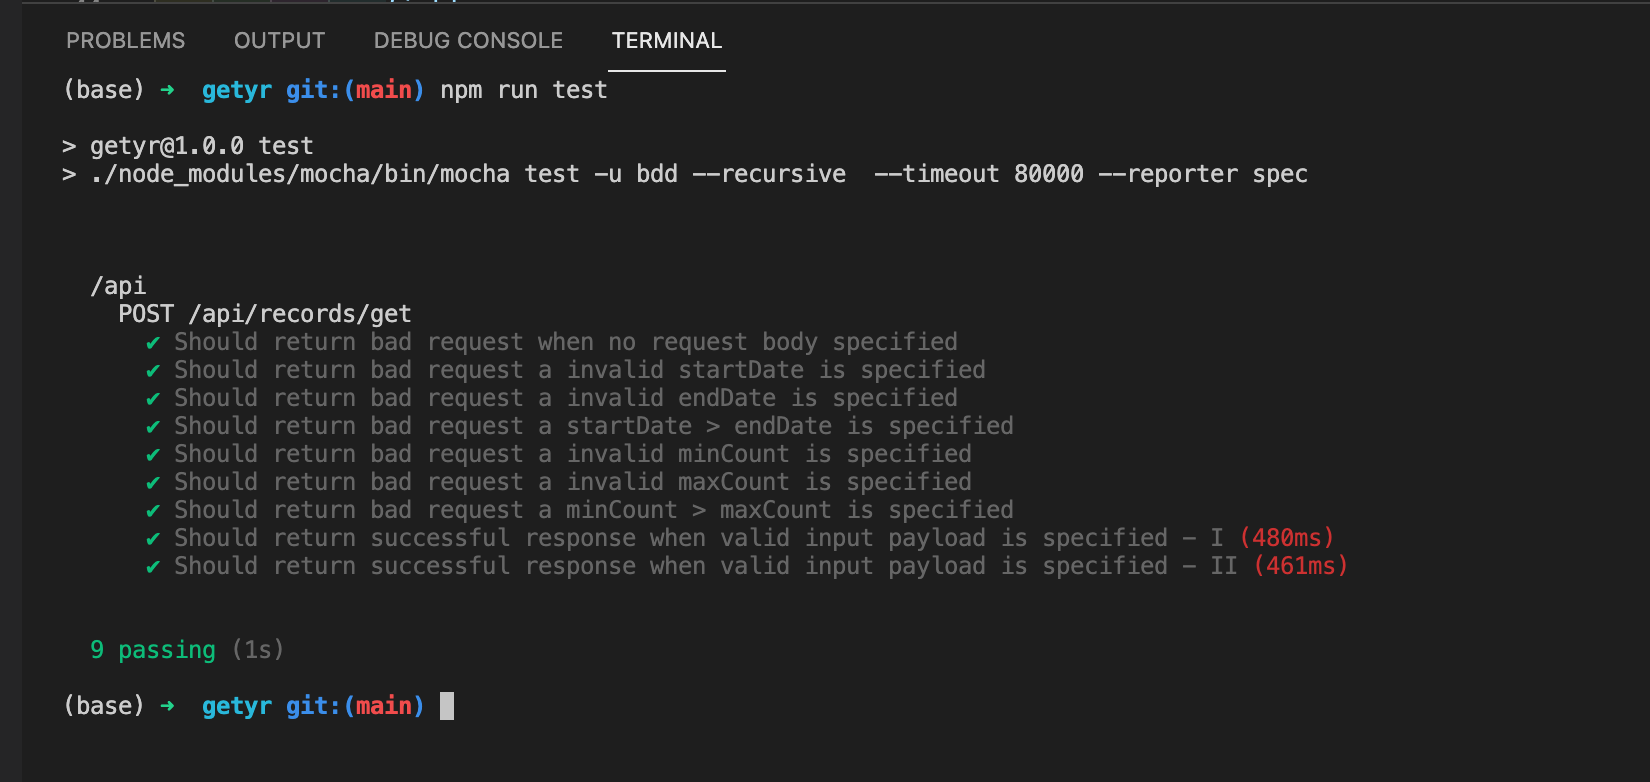 PROBLEMS OUTPUT DEBUG CONSOLE TERMINAL
(base) ➜ getyr git:(main) npm run test
> getyr@1.0.0 test
> ./node_modules/mocha/bin/mocha test -u bdd --recursive  --timeout 80000 --reporter spec
/api
POST /api/records/get
✔ Should return bad request when no request body specified
✔ Should return bad request a invalid startDate is specified
✔ Should return bad request a invalid endDate is specified
✔ Should return bad request a startDate > endDate is specified
✔ Should return bad request a invalid minCount is specified
✔ Should return bad request a invalid maxCount is specified
✔ Should return bad request a minCount > maxCount is specified
✔ Should return successful response when valid input payload is specified - I (480ms)
✔ Should return successful response when valid input payload is specified - II (461ms)
9 passing (1s)
(base) ➜ getyr git:(main)